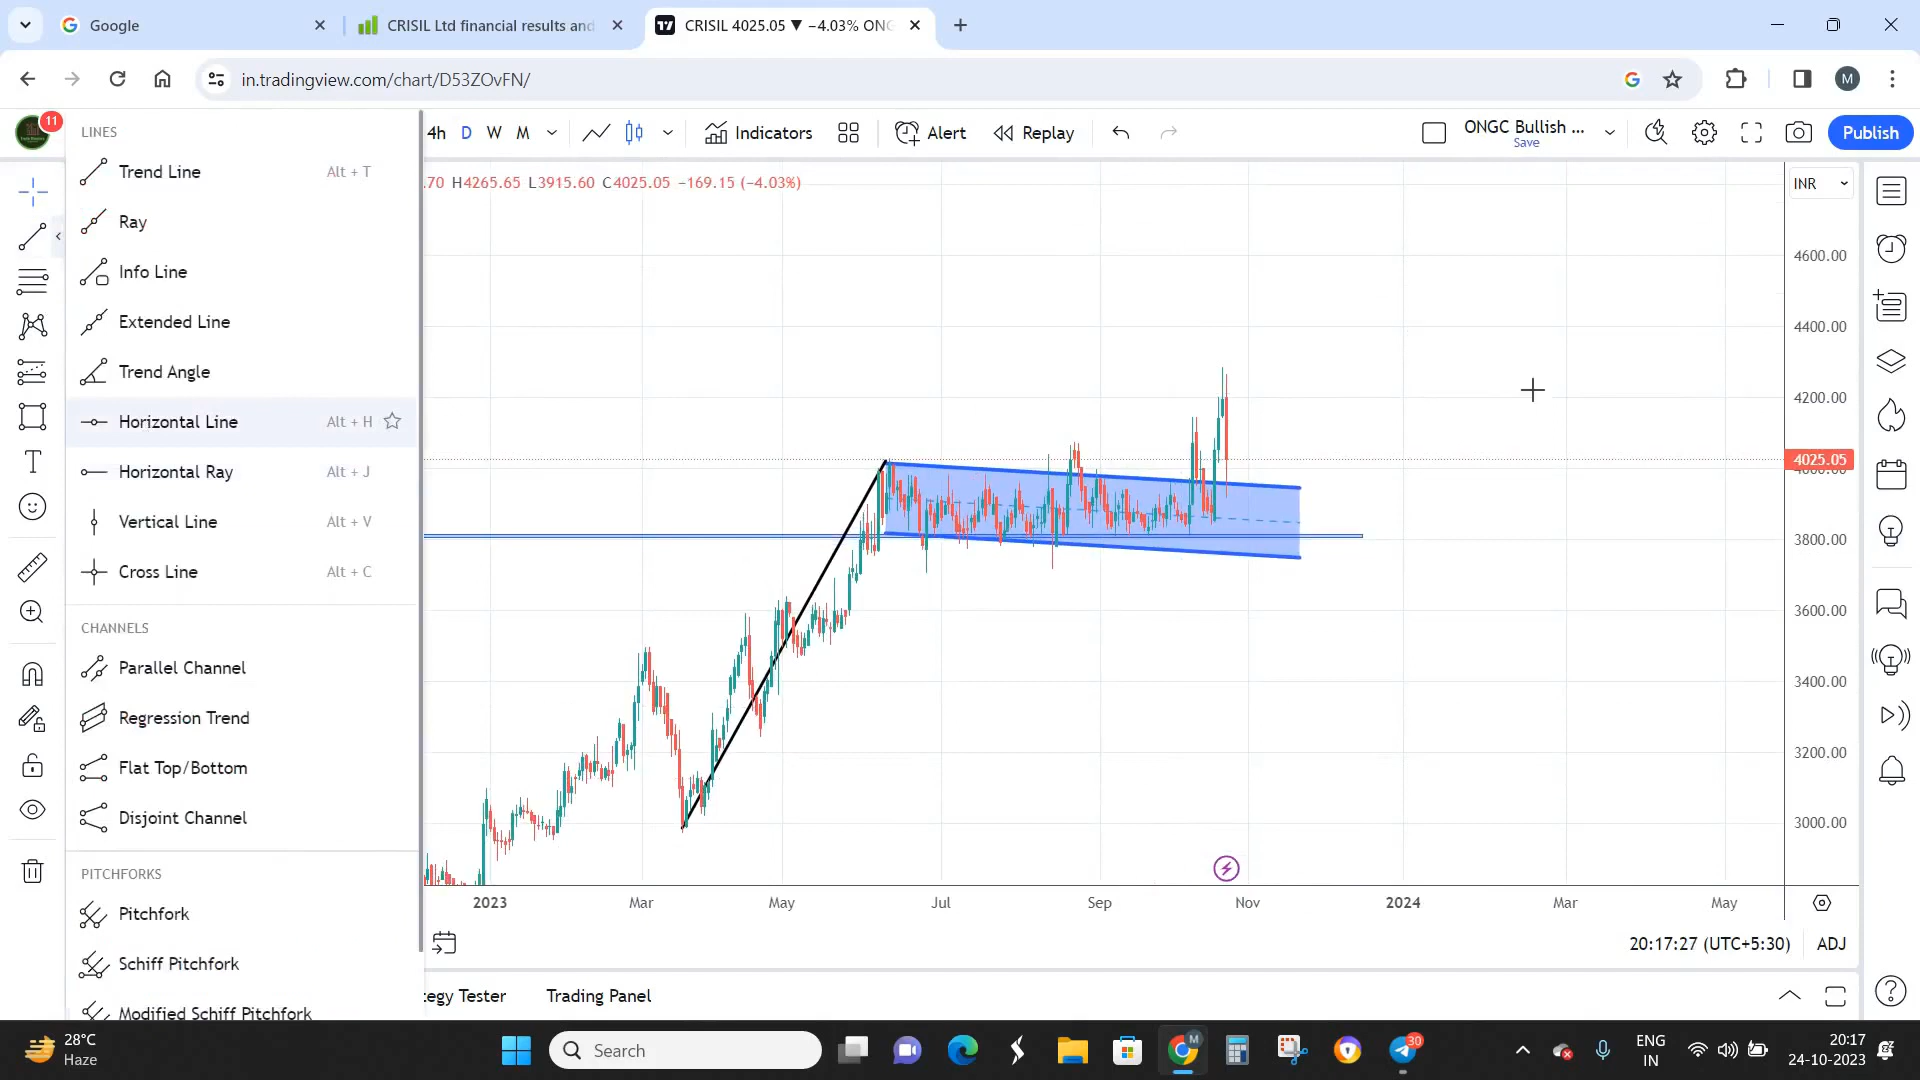 Google
CRISIL Ltd financial results and
CRISIL 4025.05 ▼ −4.03% ONG
in.tradingview.com/chart/D53ZOvFN/
M
11
4h D W M
Indicators
Alert
Replay
ONGC Bullish ...
Save
Publish
.70 H4265.65 L3915.60 C4025.05 −169.15 (−4.03%)
INR
LINES
Trend Line Alt + T
Ray
Info Line
Extended Line
Trend Angle
Horizontal Line Alt + H
Horizontal Ray Alt + J
Vertical Line Alt + V
Cross Line Alt + C
CHANNELS
Parallel Channel
Regression Trend
Flat Top/Bottom
Disjoint Channel
PITCHFORKS
Pitchfork
Schiff Pitchfork
Modified Schiff Pitchfork
4600.00
4400.00
4200.00
4025.05
4000.00
3800.00
3600.00
3400.00
3200.00
3000.00
2023 Mar May Jul Sep Nov 2024 Mar May
20:17:27 (UTC+5:30) ADJ
tegy Tester Trading Panel
28°C
Haze
Search
M
30
ENG
IN
20:17
24-10-2023